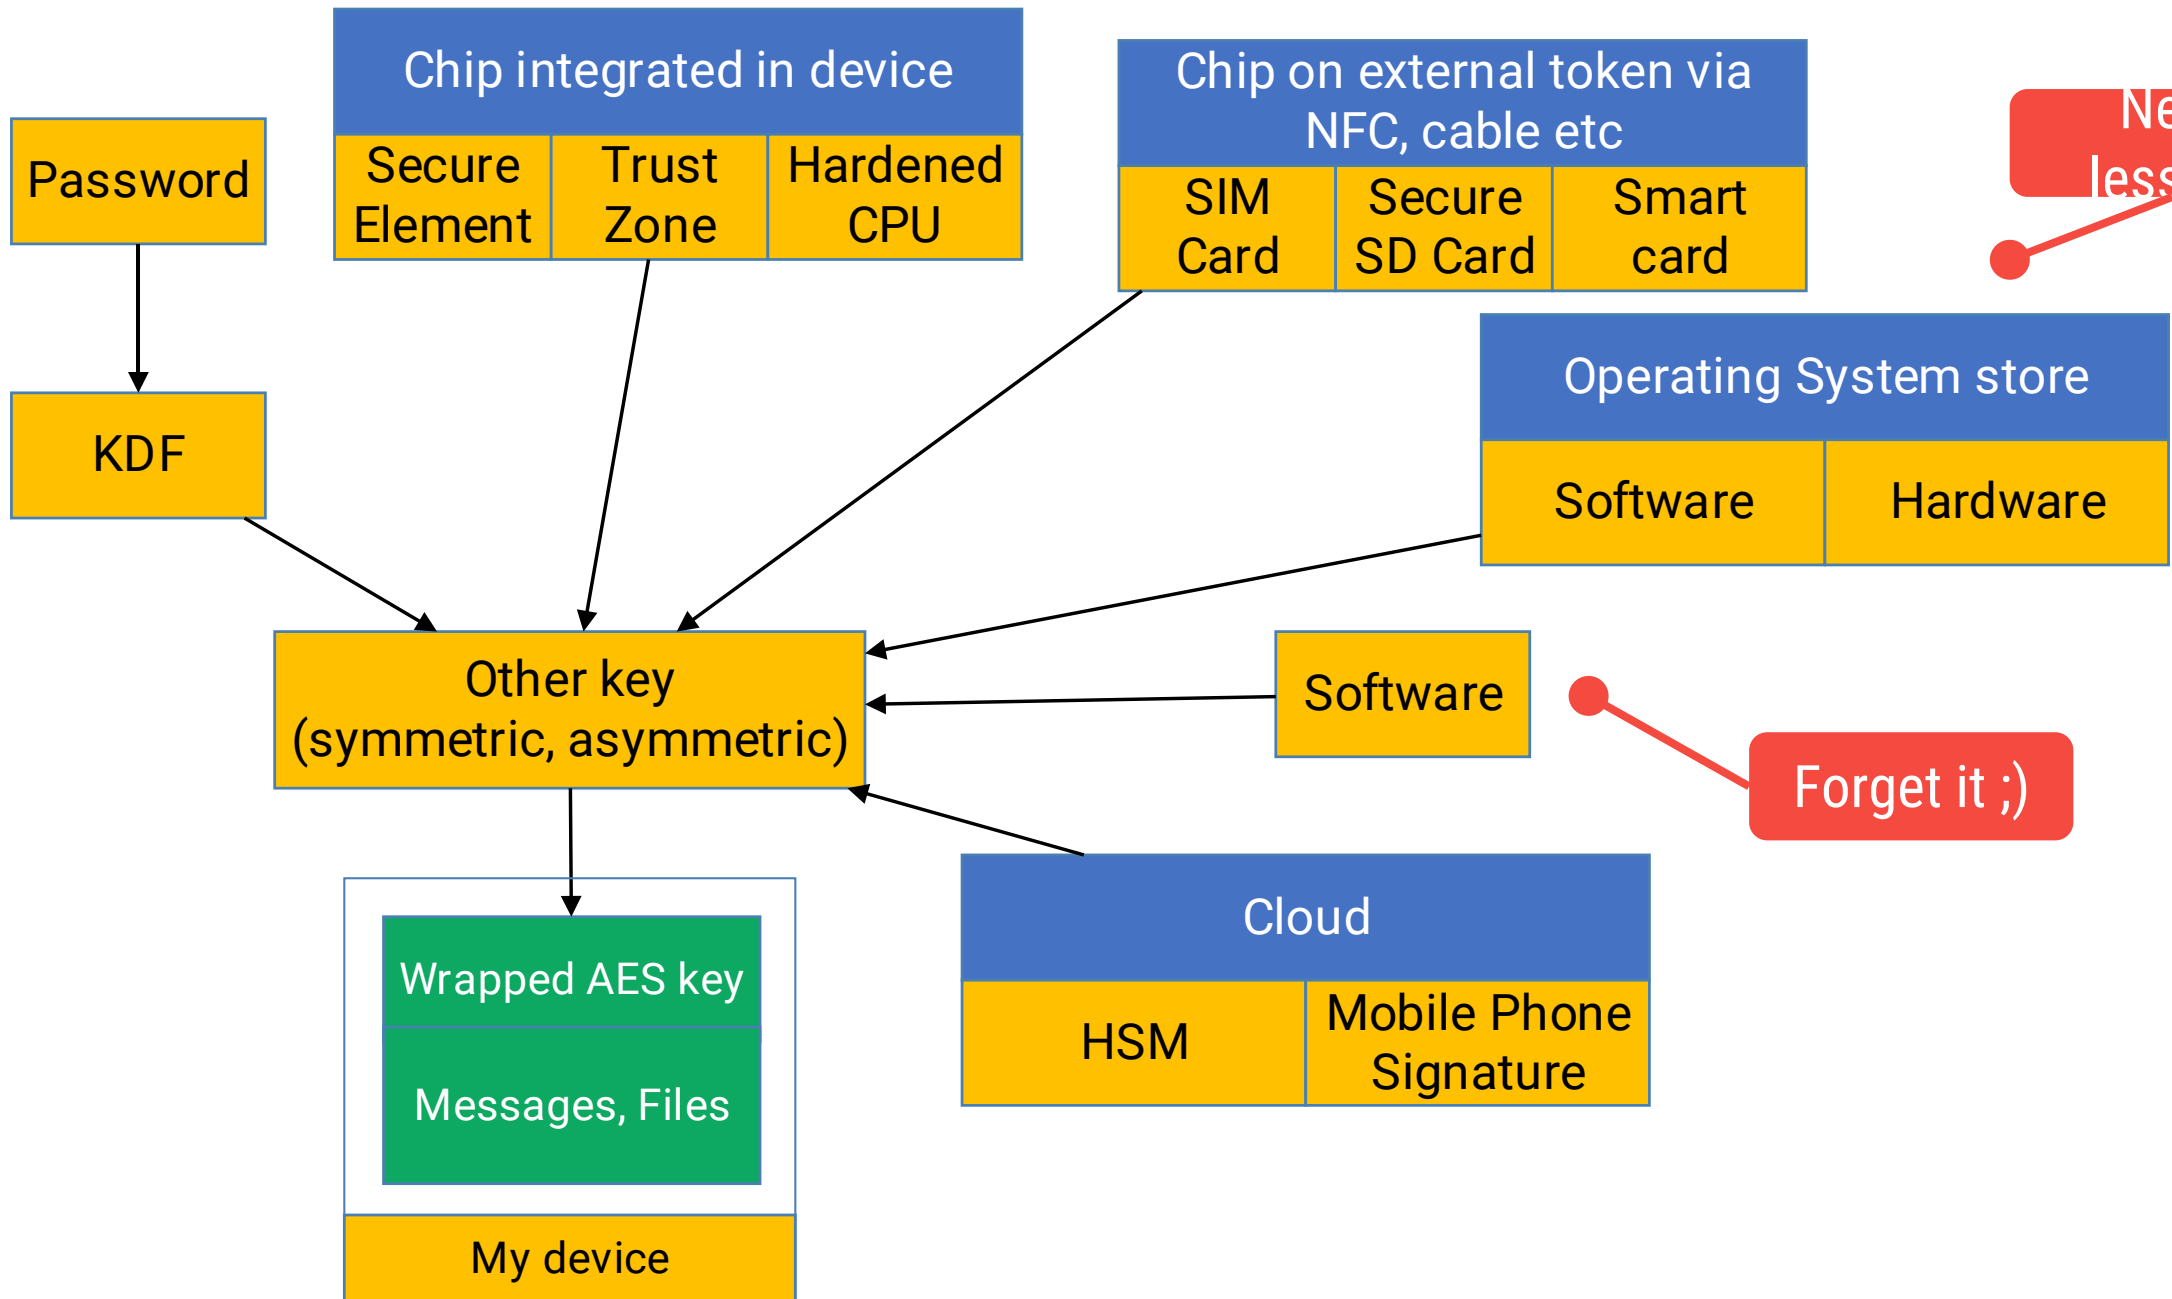 Chip integrated in device
Secure
Element
Trust
Zone
Hardened
CPU
Chip on external token via
NFC, cable etc
SIM
Card
Secure
SD Card
Smart
card
Password
KDF
Operating System store
Software
Hardware
Other key
(symmetric, asymmetric)
Software
Forget it ;)
Cloud
HSM
Mobile Phone
Signature
Wrapped AES key
Messages, Files
My device